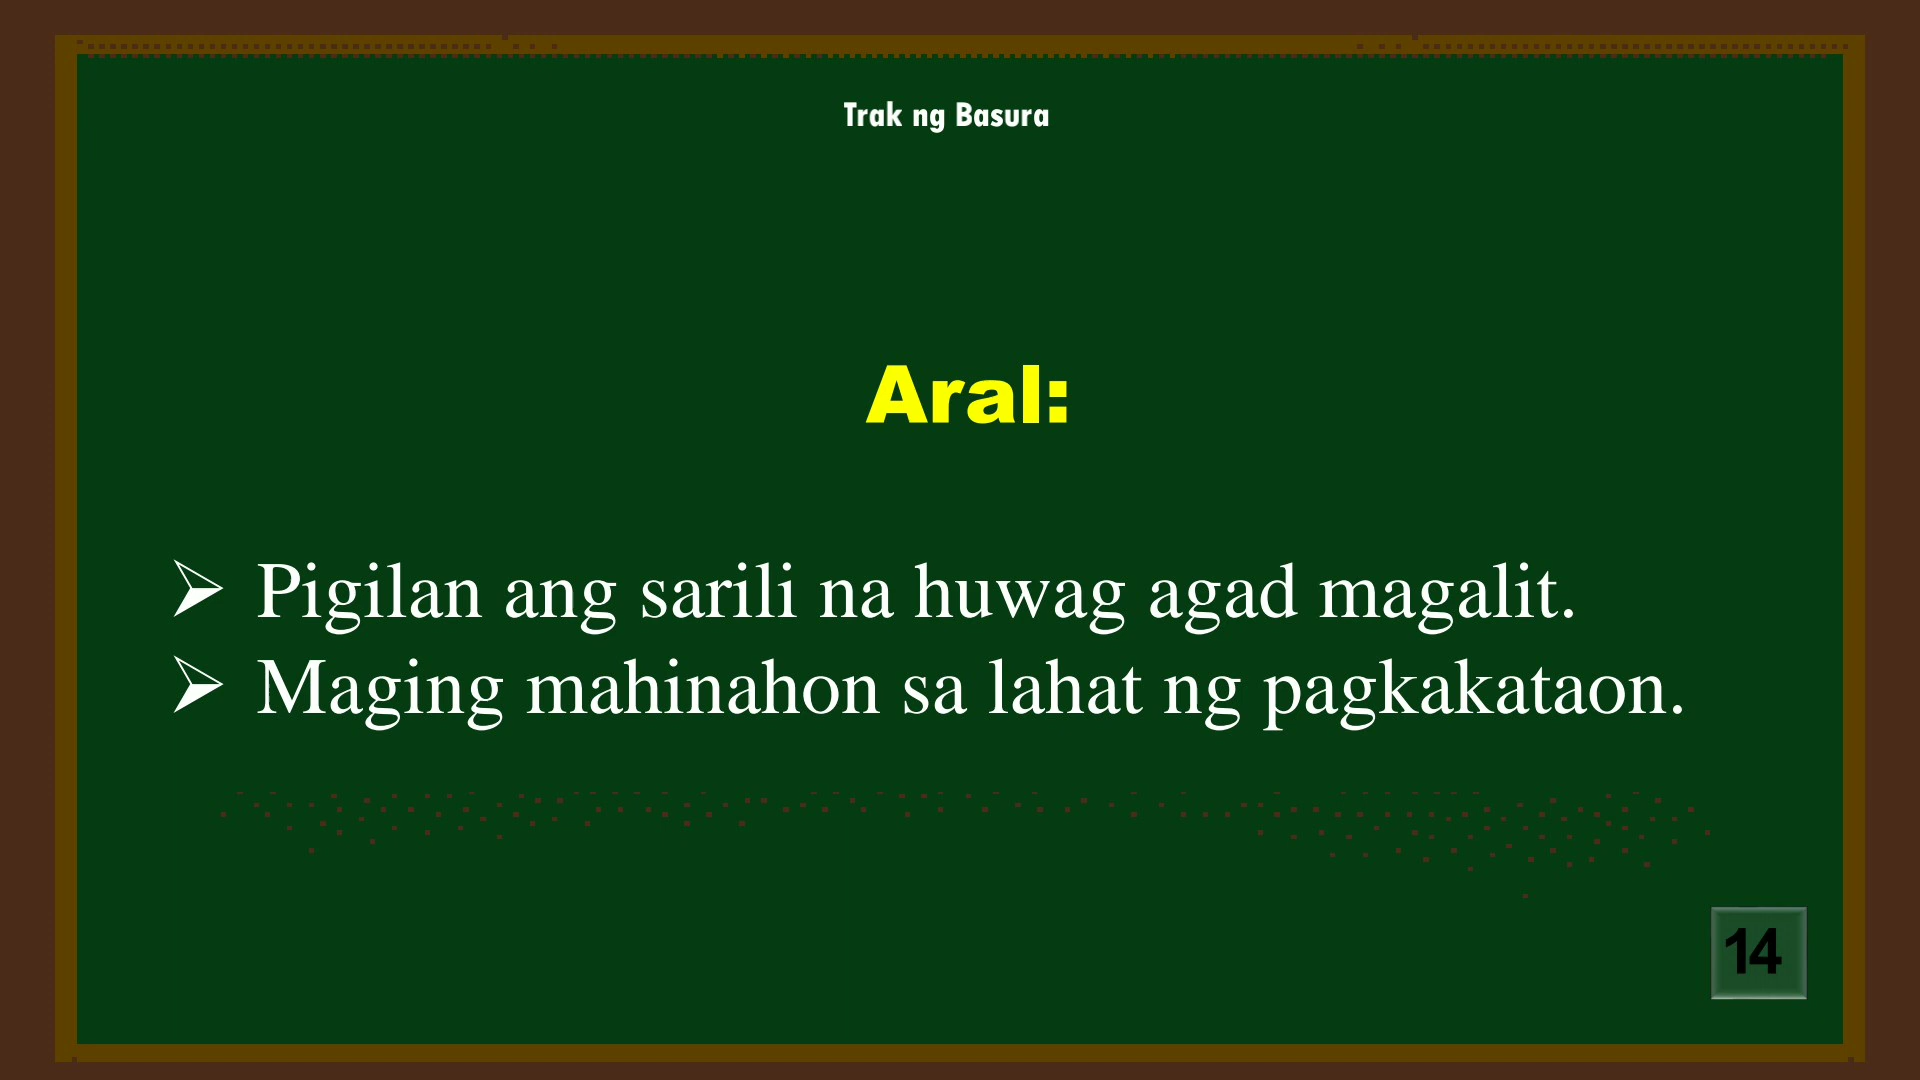 Trak ng Basura
Aral:
➢ Pigilan ang sarili na huwag agad magalit.
➢ Maging mahinahon sa lahat ng pagkakataon.
14